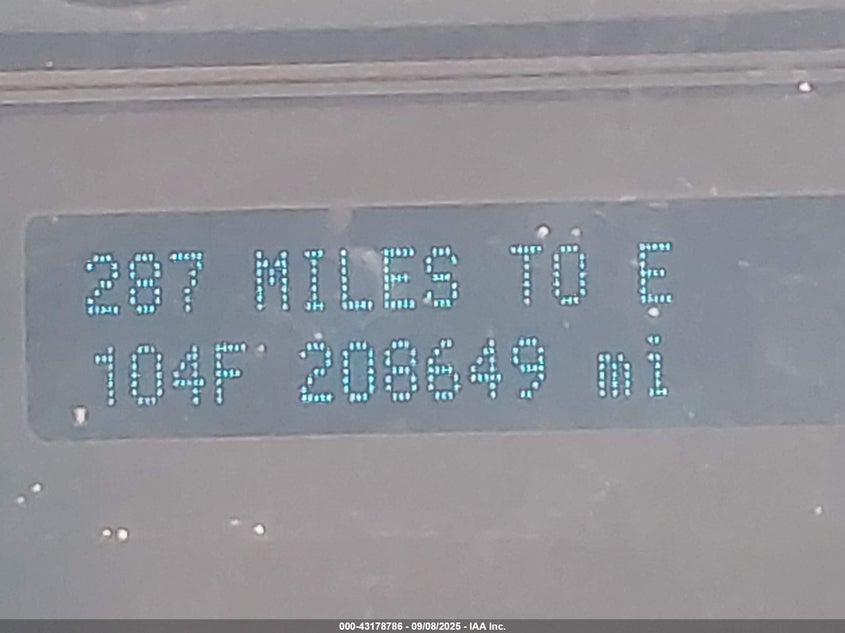 287 MILES TO E
104F 208649 mi
000-43178786 - 09/08/2025 - IAA Inc.